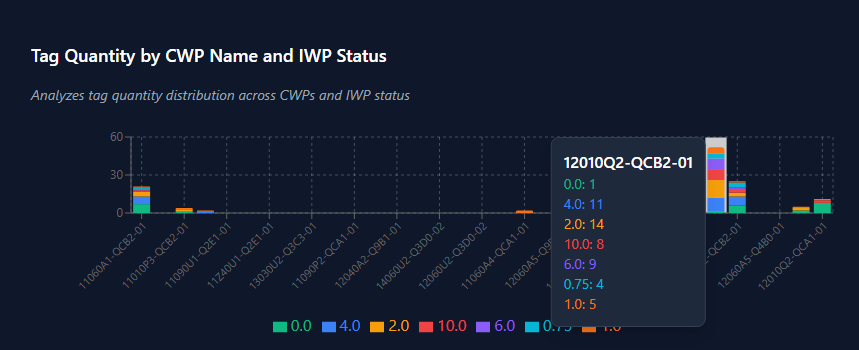 Tag Quantity by CWP Name and IWP Status
Analyzes tag quantity distribution across CWPs and IWP status
60
30
0
12010Q2-QCB2-01
0.0: 1
4.0: 11
2.0: 14
10.0: 8
6.0: 9
0.75: 4
1.0: 5
11060A1-QCB2-01
11010P3-QCB2-01
11090U1-Q2E1-01
11Z40U1-Q2E1-01
13030U2-Q3C3-01
11090P2-QCA1-01
12040A2-Q9B1-01
14060U2-Q3D0-02
12060U2-Q3D0-02
11060A4-QCA1-01
12060A5-Q9
-QCB2-01
12060A5-Q4B0-01
12010Q2-QCA1-01
0.0 4.0 2.0 10.0 6.0 0.75 1.0